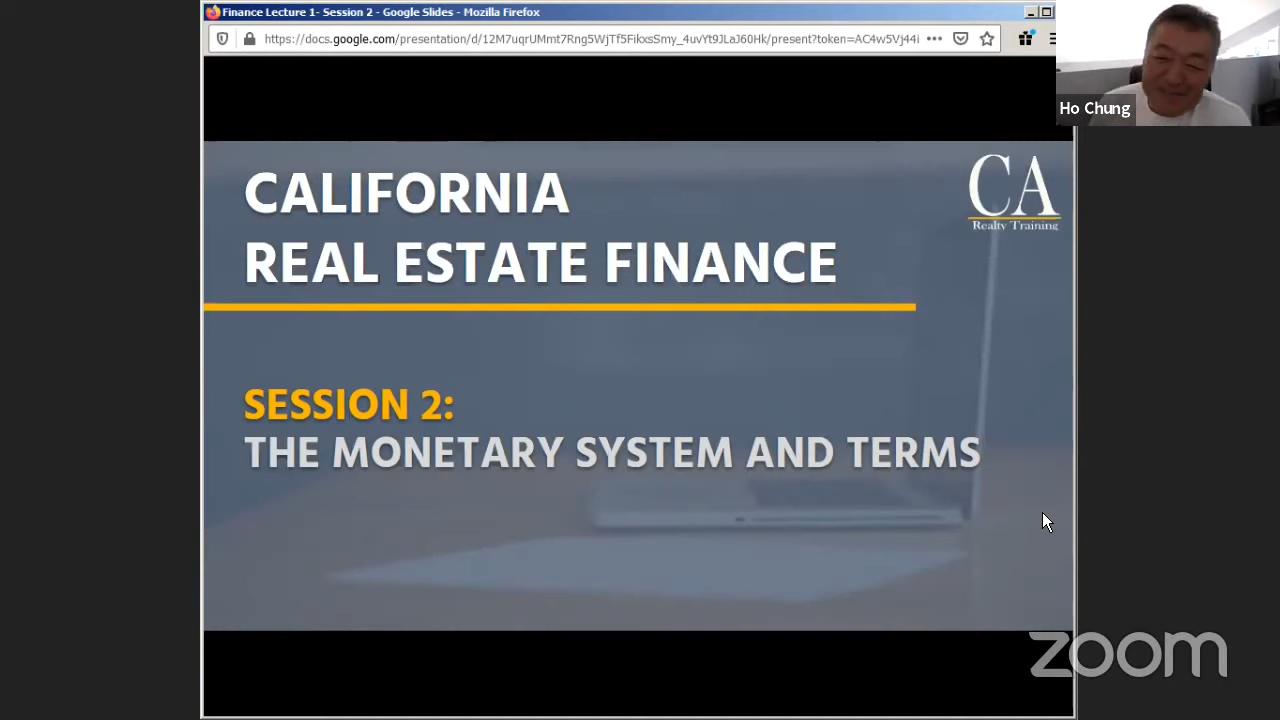 Finance Lecture 1- Session 2 - Google Slides - Mozilla Firefox
https://docs.google.com/presentation/d/12M7uqrUMmt7Rng5WjTf5FikxsSmy_4uvYt9JLaJ60Hk/present?token=AC4w5Vj44i
Ho Chung
CALIFORNIA
REAL ESTATE FINANCE
CA
Realty Training
SESSION 2:
THE MONETARY SYSTEM AND TERMS
zoom